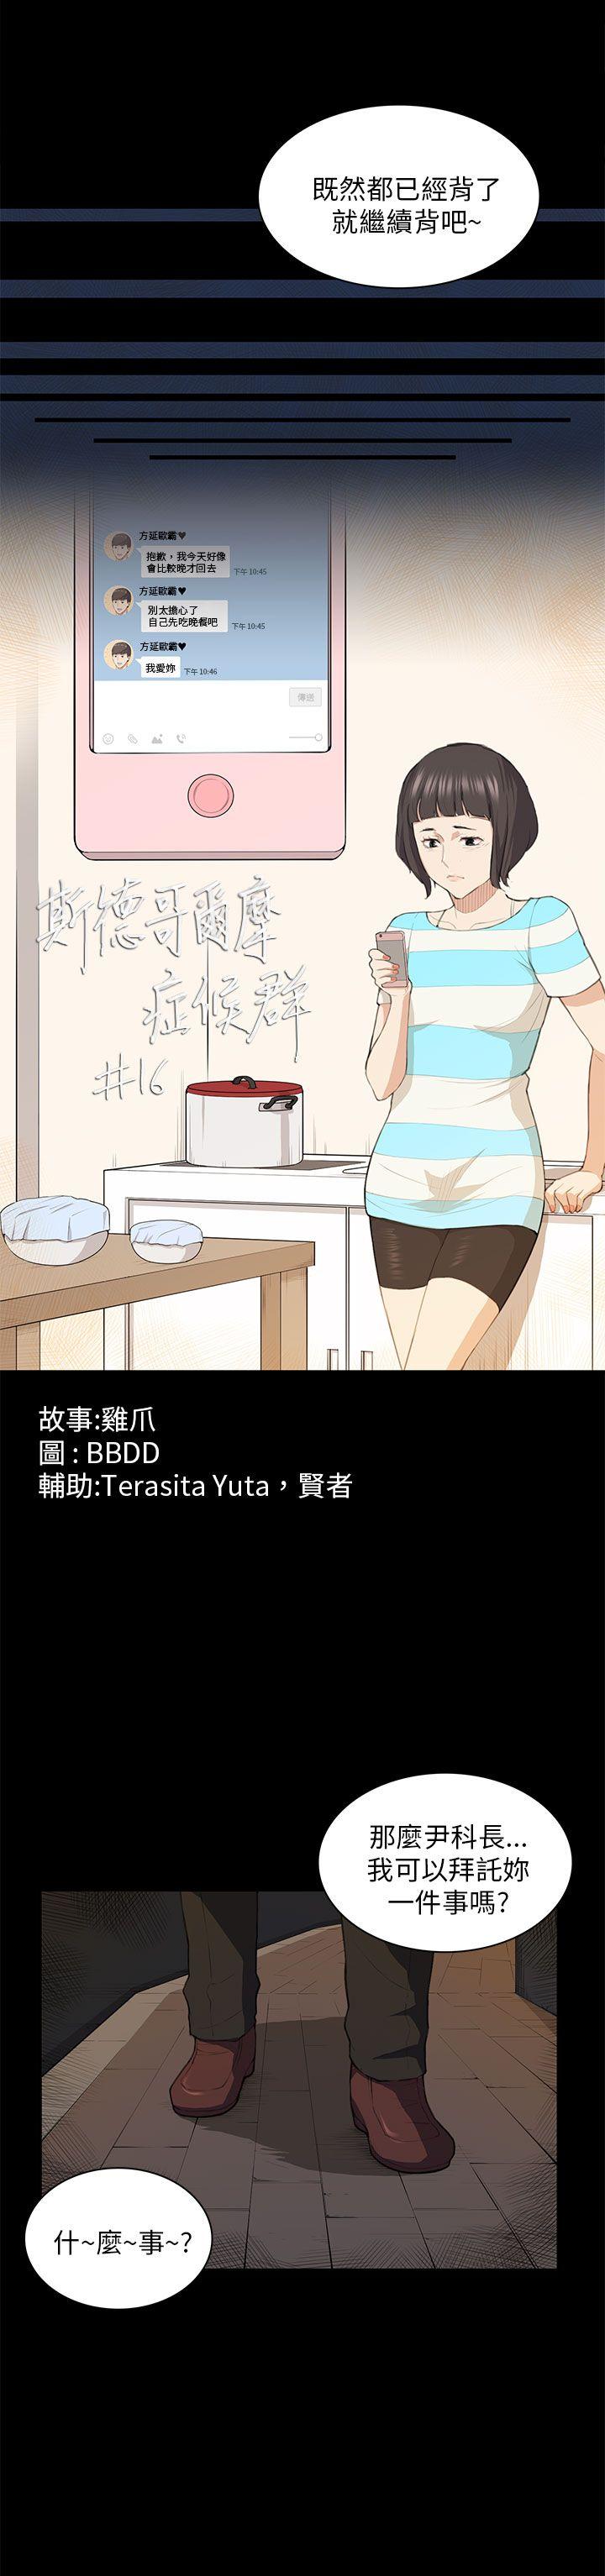 既然都已經背了
就繼續背吧~
方延歐霸♥
抱歉，我今天好像
會比較晚才回去
下午 10:45
方延歐霸♥
別太擔心了
自己先吃晚餐吧
下午 10:45
方延歐霸♥
我愛妳
下午 10:46
傳送
斯德哥爾摩
症候群
#16
故事:雞爪
圖 : BBDD
輔助:Terasita Yuta，賢者
那麼尹科長...
我可以拜託妳
一件事嗎?
什~麼~事~?